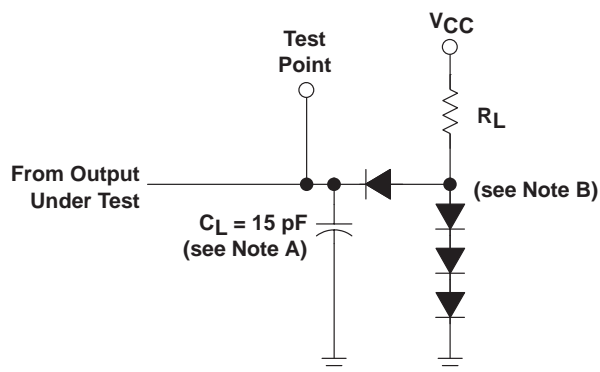 Test
Point
VCC
RL
From Output
Under Test
(see Note B)
CL = 15 pF
(see Note A)